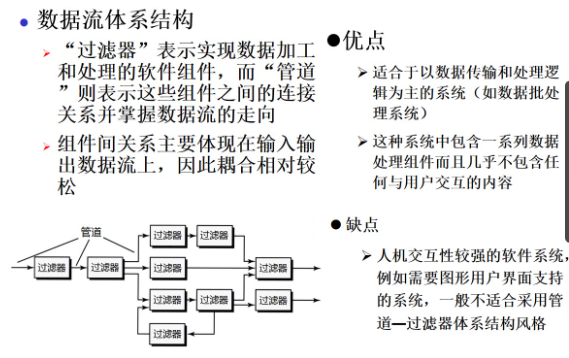 数据流体系结构
“过滤器”表示实现数据加工
和处理的软件组件，而“管道
”则表示这些组件之间的连接
关系并掌握数据流的走向
组件间关系主要体现在输入输
出数据流上，因此耦合相对较
松
管道
过滤器
过滤器
过滤器
过滤器
过滤器
过滤器
过滤器
过滤器
过滤器
过滤器
优点
适合于以数据传输和处理逻
辑为主的系统（如数据批处
理系统）
这种系统中包含一系列数据
处理组件而且几乎不包含任
何与用户交互的内容
缺点
人机交互性较强的软件系统，
例如需要图形用户界面支持
的系统，一般不适合采用管
道—过滤器体系结构风格